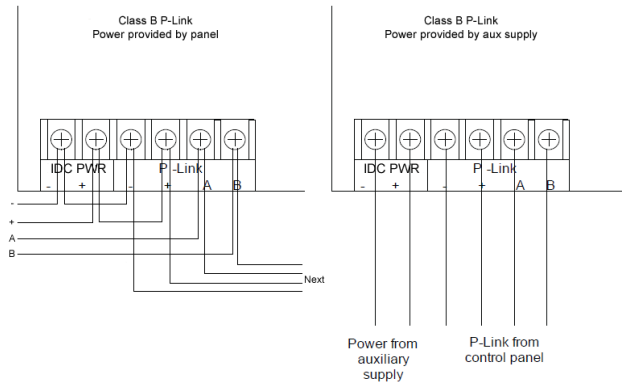 Class B P-Link
Power provided by panel
Class B P-Link
Power provided by aux supply
IDC PWR P -Link
- + - + A B
IDC PWR P -Link
- + - + A B
-
+
A
B
Next
Power from
auxiliary
supply
P-Link from
control panel